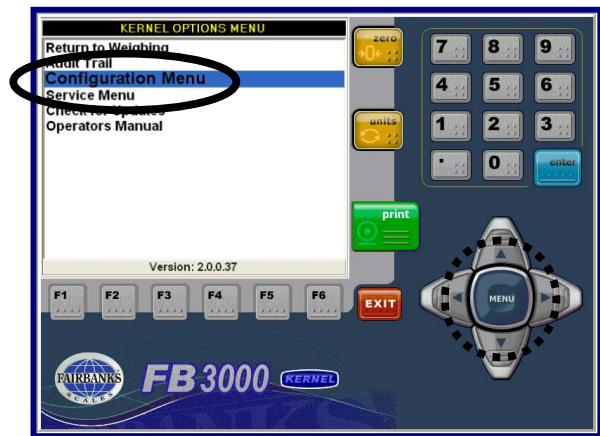 KERNEL OPTIONS MENU
Return to Weighing
Audit Trail
Configuration Menu
Service Menu
Check for Updates
Operators Manual
Version: 2.0.0.37
zero
→0←
units
print
7 8 9
4 5 6
1 2 3
. 0 enter
F1 F2 F3 F4 F5 F6
EXIT
MENU
FAIRBANKS
SCALES
FB3000 KERNEL